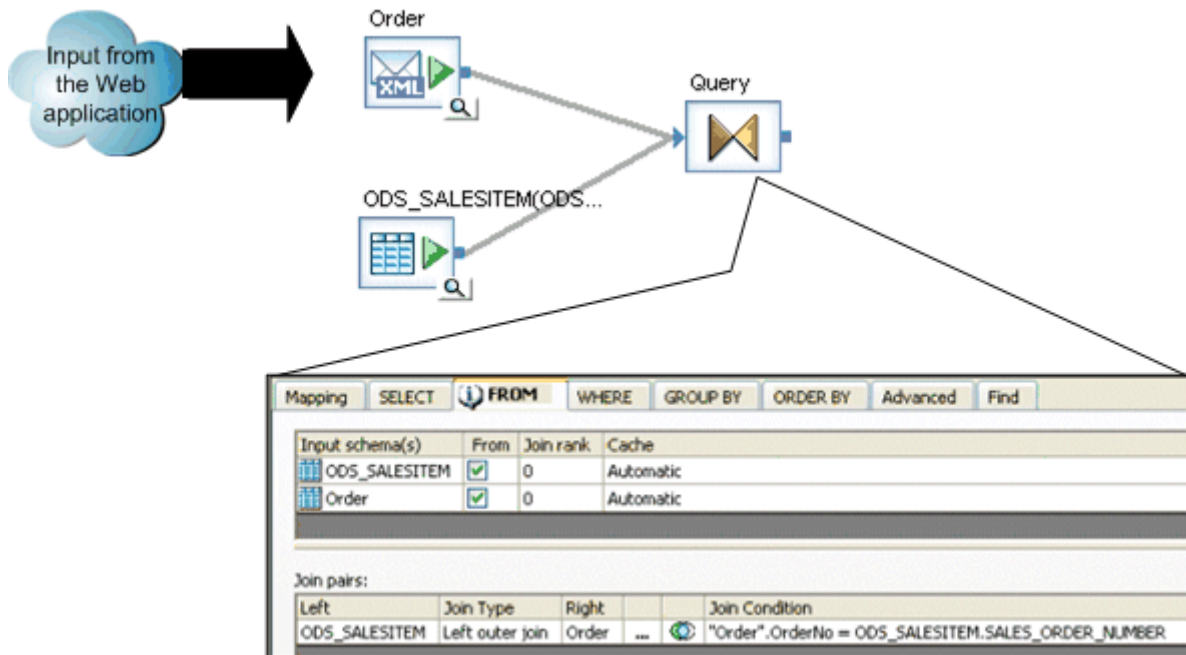 Order
Input from
the Web
application
XML
Query
ODS_SALESITEM(ODS...
Mapping SELECT FROM WHERE GROUP BY ORDER BY Advanced Find
Input schema(s) From Join rank Cache
ODS_SALESITEM 0 Automatic
Order 0 Automatic
Join pairs:
Left Join Type Right Join Condition
ODS_SALESITEM Left outer join Order ... "Order".OrderNo = ODS_SALESITEM.SALES_ORDER_NUMBER